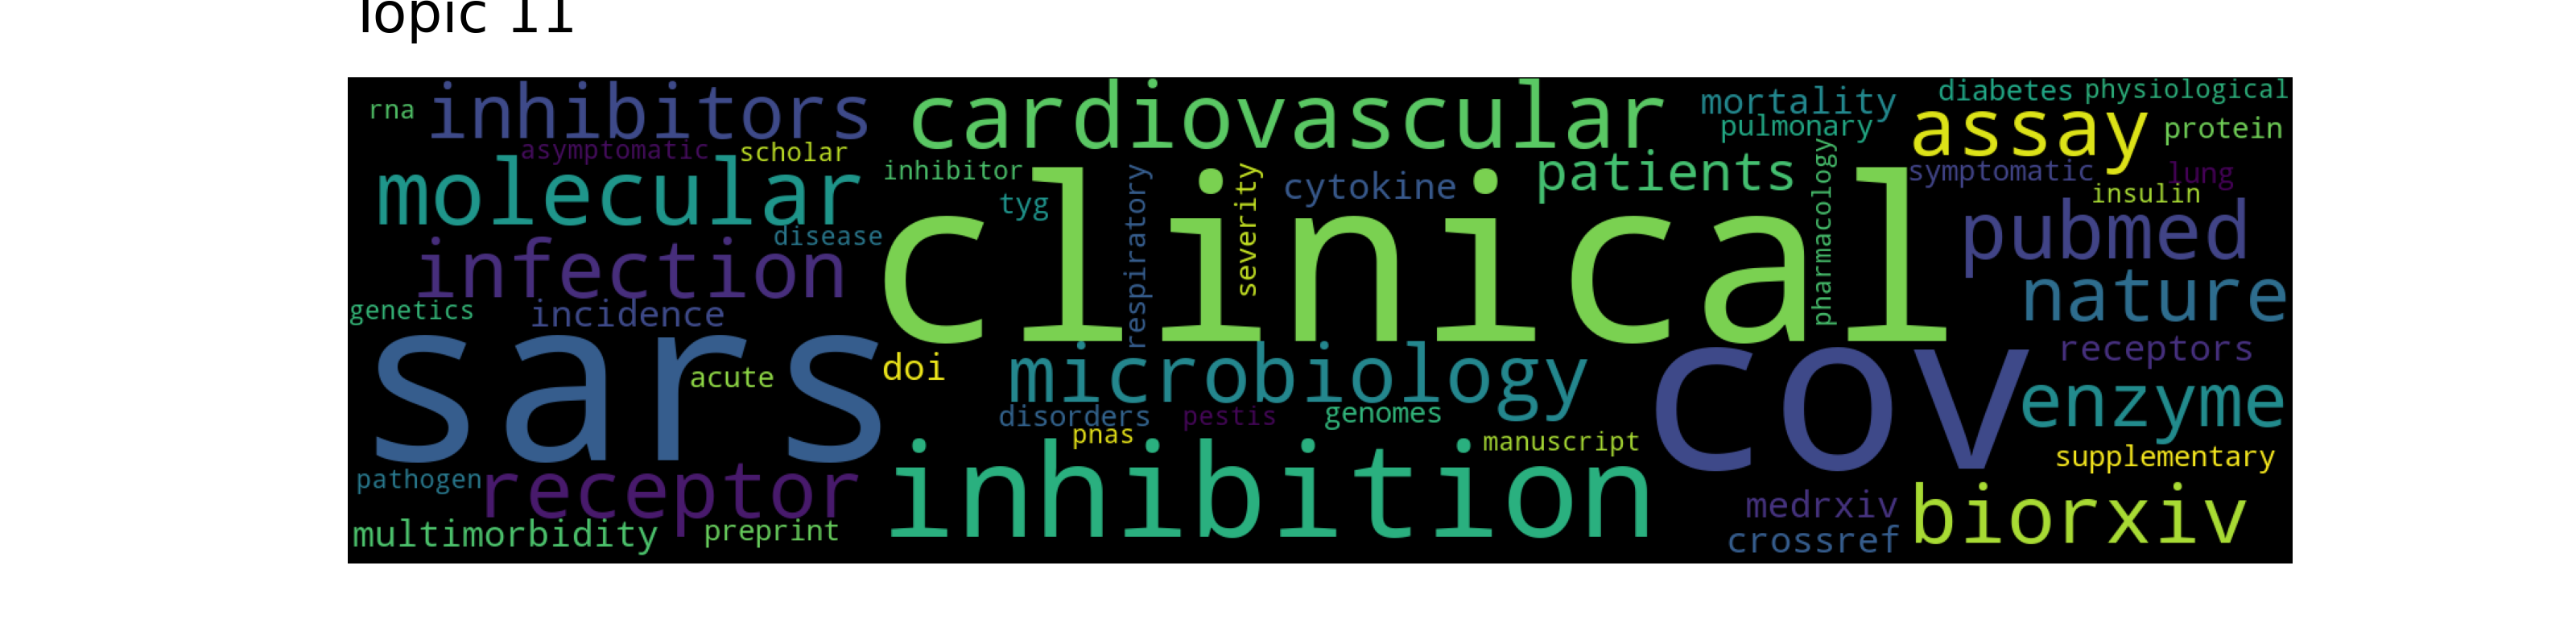 Topic 11
rna
inhibitors
cardiovascular
mortality
diabetes
physiological
asymptomatic
scholar
pulmonary
assay
protein
molecular
inhibitor
tyg
respiratory
severity
cytokine
patients
pharmacology
symptomatic
lung
insulin
disease
clinical
pubmed
infection
nature
genetics
incidence
sars
acute
doi
microbiology
cov
receptors
enzyme
disorders
pestis
genomes
pnas
manuscript
supplementary
pathogen
receptor
inhibition
medrxiv
biorxiv
multimorbidity
preprint
crossref